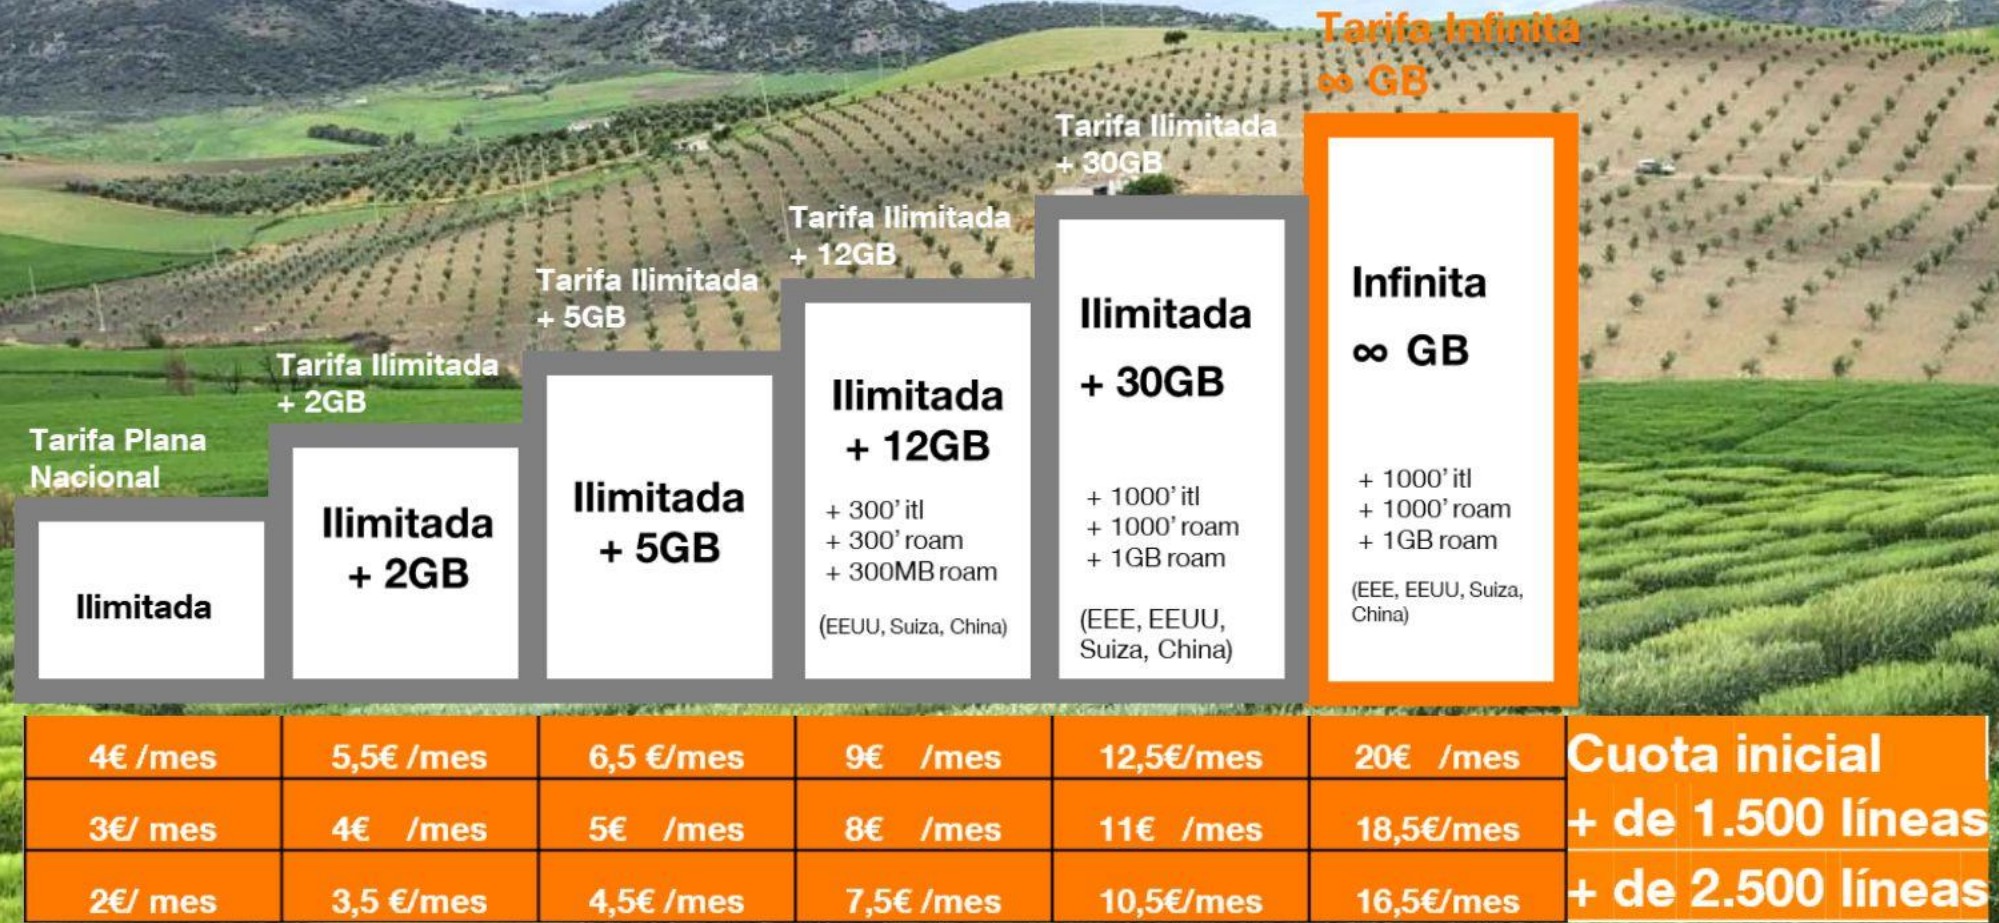 Tarifa Infinita
∞ GB
Tarifa Ilimitada
+ 30GB
Tarifa Ilimitada
+ 12GB
Tarifa Ilimitada
+ 5GB
Tarifa Ilimitada
+ 2GB
Tarifa Plana
Nacional
Ilimitada
Ilimitada
+ 2GB
Ilimitada
+ 5GB
Ilimitada
+ 12GB
+ 300' itl
+ 300' roam
+ 300MB roam
(EEUU, Suiza, China)
Ilimitada
+ 30GB
+ 1000' itl
+ 1000' roam
+ 1GB roam
(EEE, EEUU,
Suiza, China)
Infinita
∞ GB
+ 1000' itl
+ 1000' roam
+ 1GB roam
(EEE, EEUU, Suiza,
China)
4€ /mes 5,5€ /mes 6,5 €/mes 9€ /mes 12,5€/mes 20€ /mes Cuota inicial
3€/ mes 4€ /mes 5€ /mes 8€ /mes 11€ /mes 18,5€/mes + de 1.500 líneas
2€/ mes 3,5 €/mes 4,5€ /mes 7,5€ /mes 10,5€/mes 16,5€/mes + de 2.500 líneas